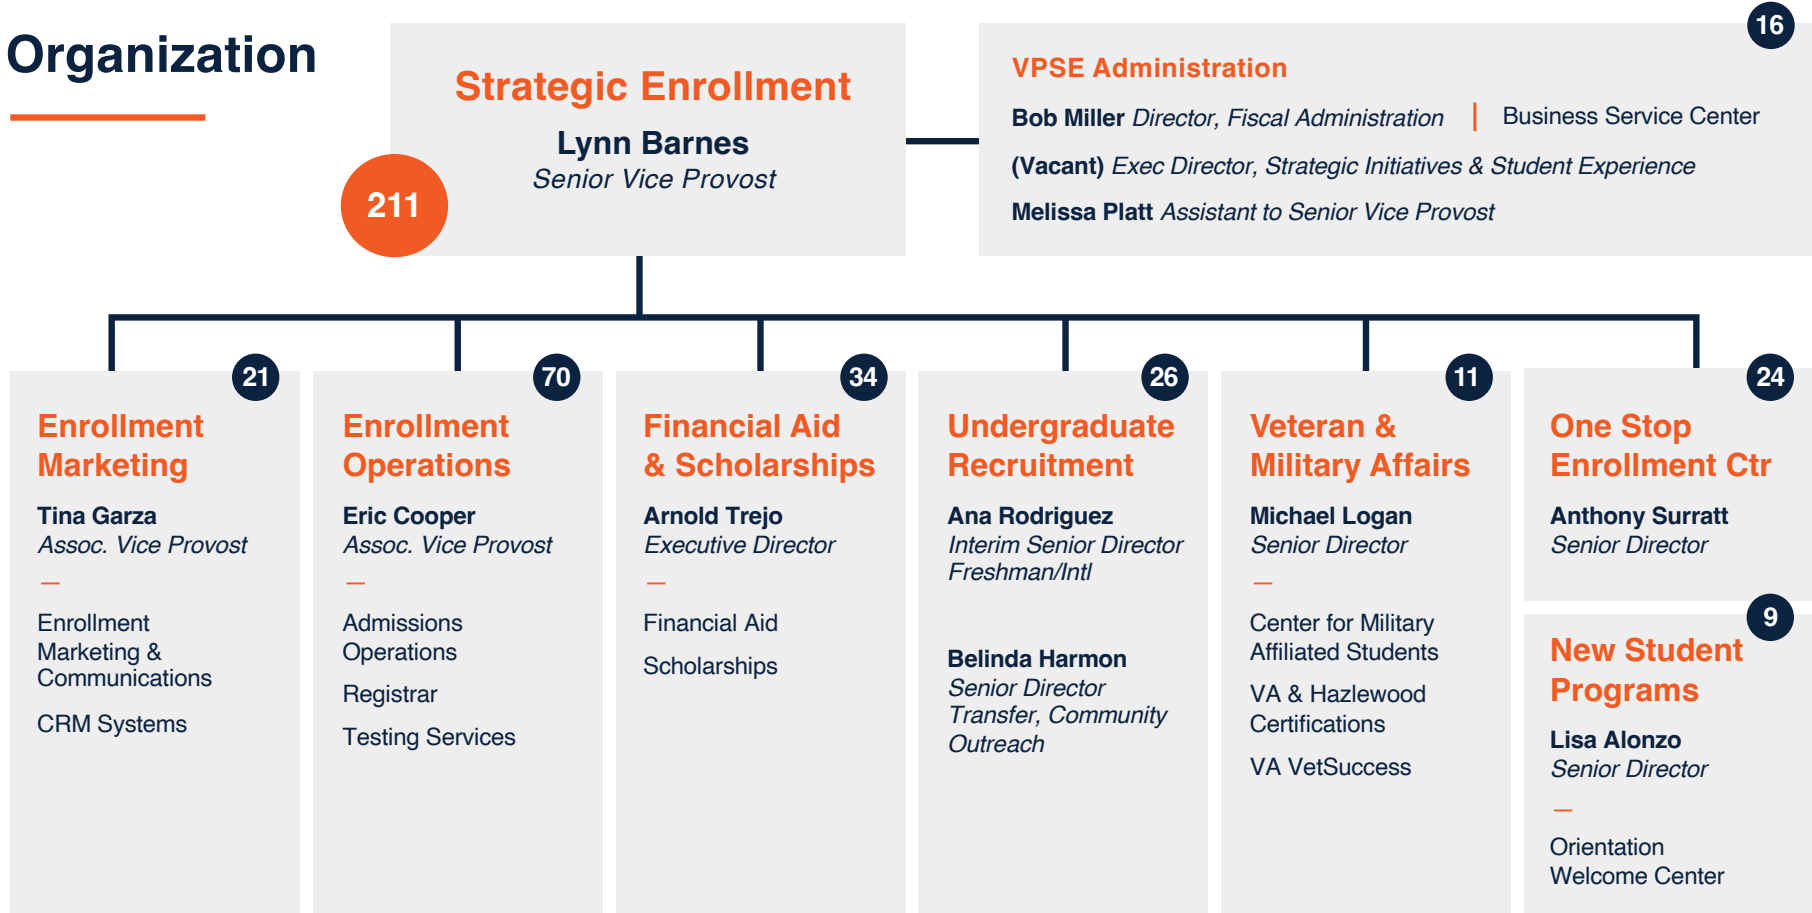 Organization
Strategic Enrollment
Lynn Barnes
Senior Vice Provost
211
16
VPSE Administration
Bob Miller Director, Fiscal Administration | Business Service Center
(Vacant) Exec Director, Strategic Initiatives & Student Experience
Melissa Platt Assistant to Senior Vice Provost
21
Enrollment
Marketing
Tina Garza
Assoc. Vice Provost
—
Enrollment
Marketing &
Communications
CRM Systems
70
Enrollment
Operations
Eric Cooper
Assoc. Vice Provost
—
Admissions
Operations
Registrar
Testing Services
34
Financial Aid
& Scholarships
Arnold Trejo
Executive Director
—
Financial Aid
Scholarships
26
Undergraduate
Recruitment
Ana Rodriguez
Interim Senior Director
Freshman/Intl
Belinda Harmon
Senior Director
Transfer, Community
Outreach
11
Veteran &
Military Affairs
Michael Logan
Senior Director
—
Center for Military
Affiliated Students
VA & Hazlewood
Certifications
VA VetSuccess
24
One Stop
Enrollment Ctr
Anthony Surratt
Senior Director
9
New Student
Programs
Lisa Alonzo
Senior Director
—
Orientation
Welcome Center